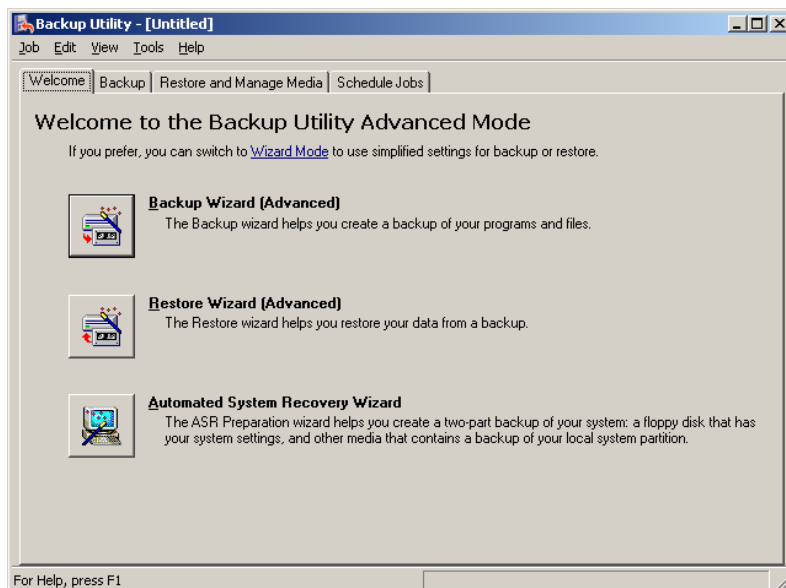 Backup Utility - [Untitled]
Job Edit View Tools Help
Welcome Backup Restore and Manage Media Schedule Jobs
Welcome to the Backup Utility Advanced Mode
If you prefer, you can switch to Wizard Mode to use simplified settings for backup or restore.
Backup Wizard (Advanced)
The Backup wizard helps you create a backup of your programs and files.
Restore Wizard (Advanced)
The Restore wizard helps you restore your data from a backup.
Automated System Recovery Wizard
The ASR Preparation wizard helps you create a two-part backup of your system: a floppy disk that has
your system settings, and other media that contains a backup of your local system partition.
For Help, press F1